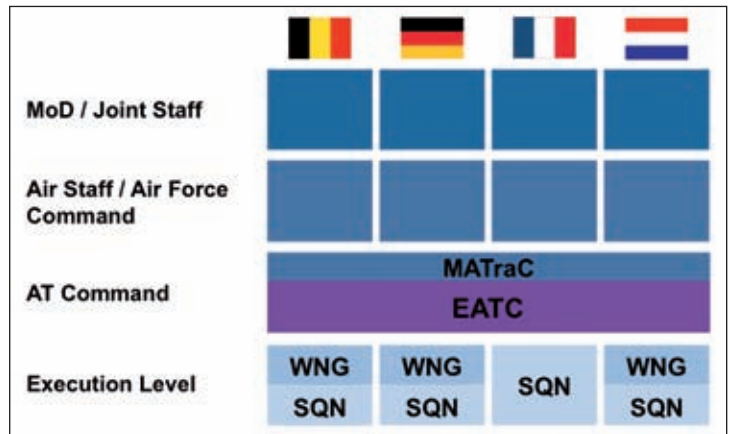 MoD / Joint Staff
Air Staff / Air Force
Command
AT Command
MATraC
EATC
Execution Level
WNG
WNG
SQN
WNG
SQN
SQN
SQN